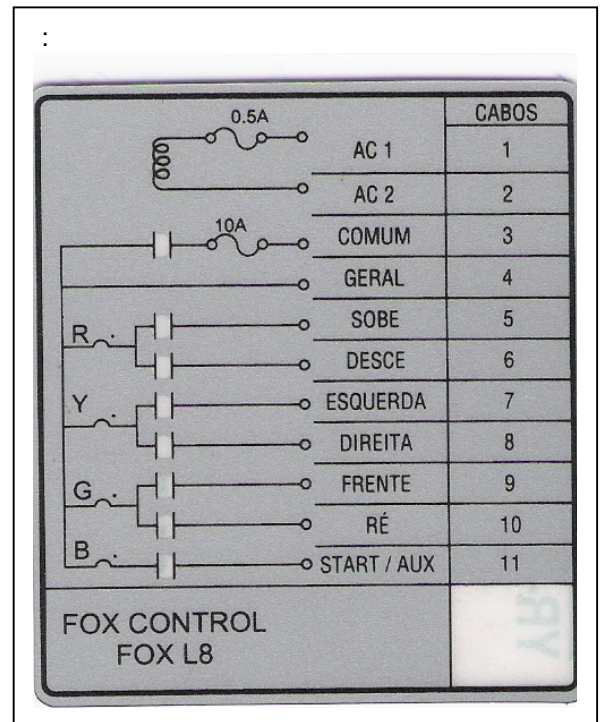 :
CABOS
0.5A
AC 1 1
AC 2 2
10A COMUM 3
GERAL 4
R SOBE 5
DESCE 6
Y ESQUERDA 7
DIREITA 8
G FRENTE 9
RÉ 10
B START / AUX 11
FOX CONTROL
FOX L8
YR-